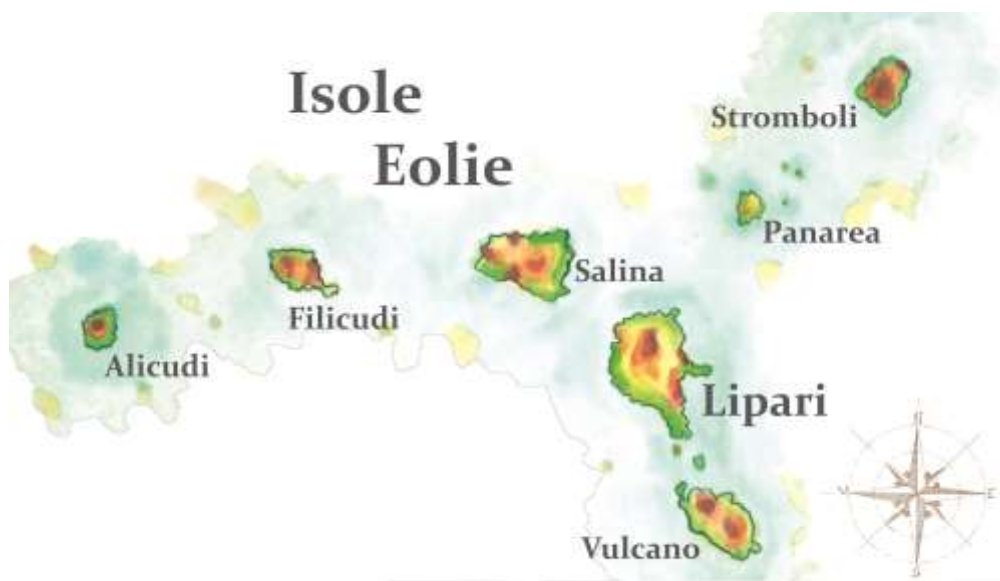 Isole
Eolie
Stromboli
Panarea
Salina
Filicudi
Alicudi
Lipari
Vulcano
N
E
S